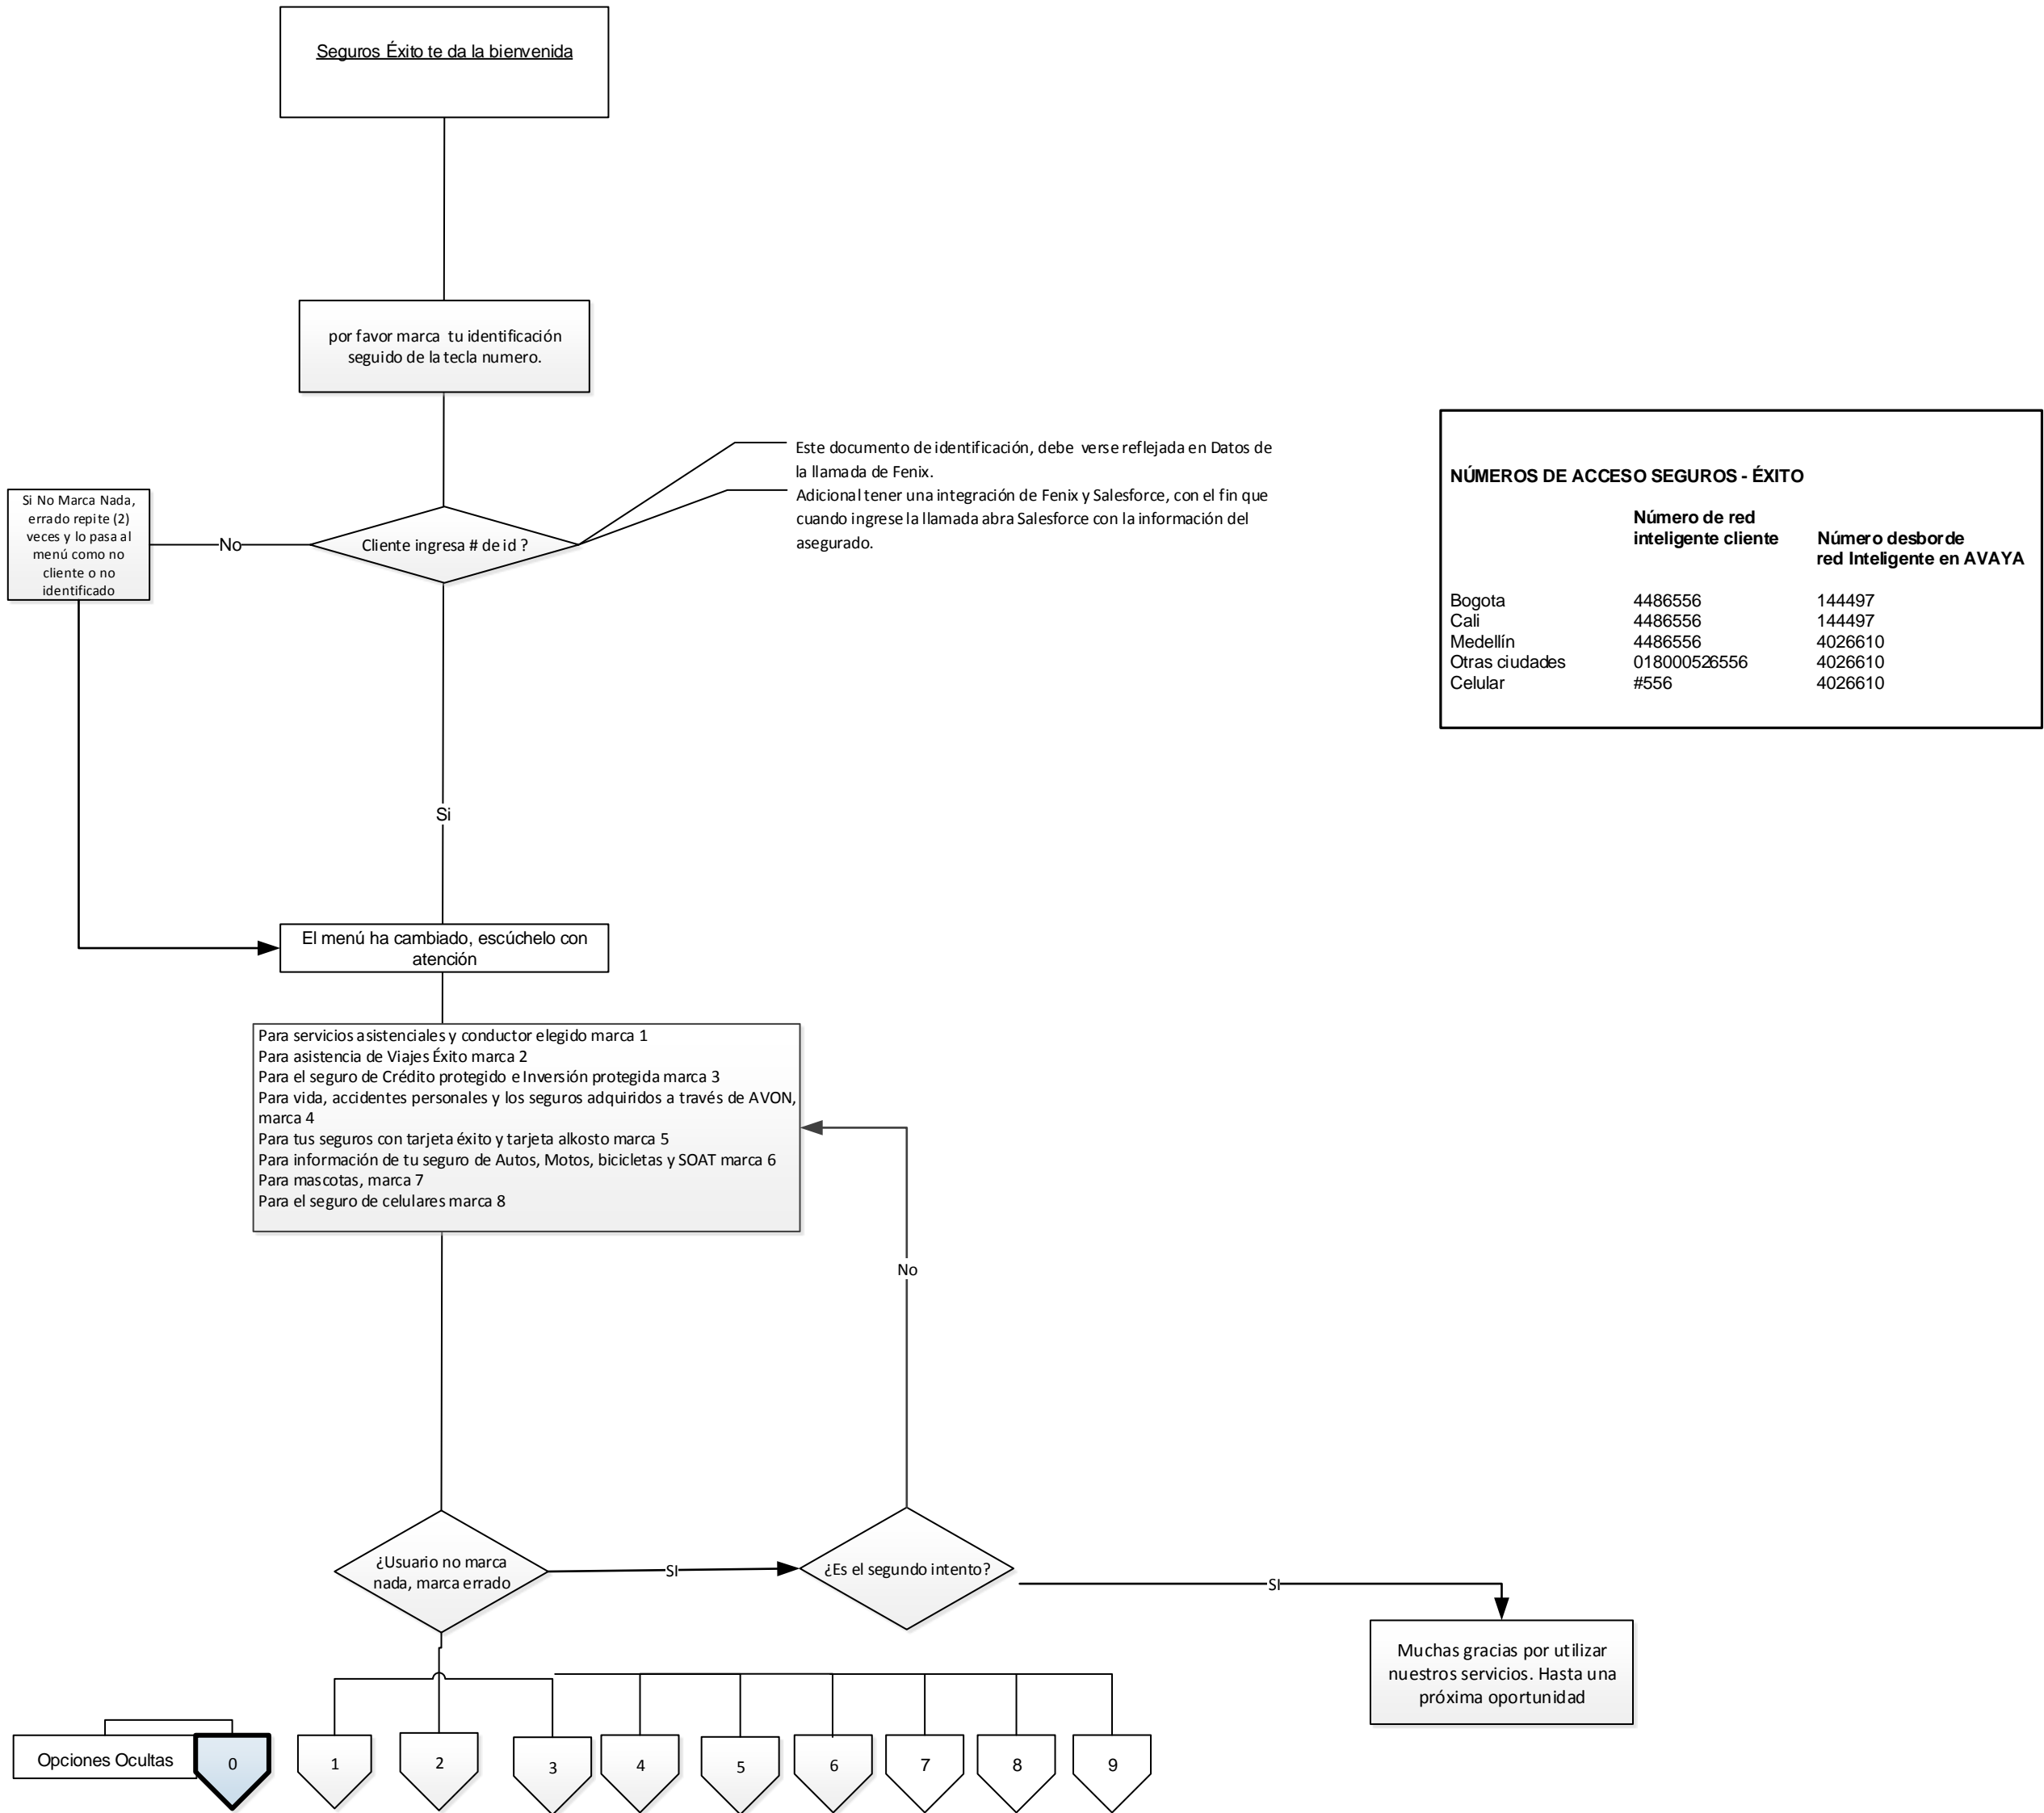 Seguros Éxito te da la bienvenida
por favor marca tu identificación
seguido de la tecla numero.
Este documento de identificación, debe verse reflejada en Datos de
la llamada de Fenix.
Adicional tener una integración de Fenix y Salesforce, con el fin que
cuando ingrese la llamada abra Salesforce con la información del
asegurado.
NÚMEROS DE ACCESO SEGUROS - ÉXITO
Número de red
inteligente cliente
Número desborde
red Inteligente en AVAYA
Bogota 4486556 144497
Cali 4486556 144497
Medellín 4486556 4026610
Otras ciudades 018000526556 4026610
Celular #556 4026610
Si No Marca Nada,
errado repite (2)
veces y lo pasa al
menú como no
cliente o no
identificado
No
Cliente ingresa # de id ?
Si
El menú ha cambiado, escúchelo con
atención
Para servicios asistenciales y conductor elegido marca 1
Para asistencia de Viajes Éxito marca 2
Para el seguro de Crédito protegido e Inversión protegida marca 3
Para vida, accidentes personales y los seguros adquiridos a través de AVON,
marca 4
Para tus seguros con tarjeta éxito y tarjeta alkosto marca 5
Para información de tu seguro de Autos, Motos, bicicletas y SOAT marca 6
Para mascotas, marca 7
Para el seguro de celulares marca 8
No
¿Usuario no marca
nada, marca errado
SI
¿Es el segundo intento?
SI
Muchas gracias por utilizar
nuestros servicios. Hasta una
próxima oportunidad
Opciones Ocultas
0
1
2
3
4
5
6
7
8
9